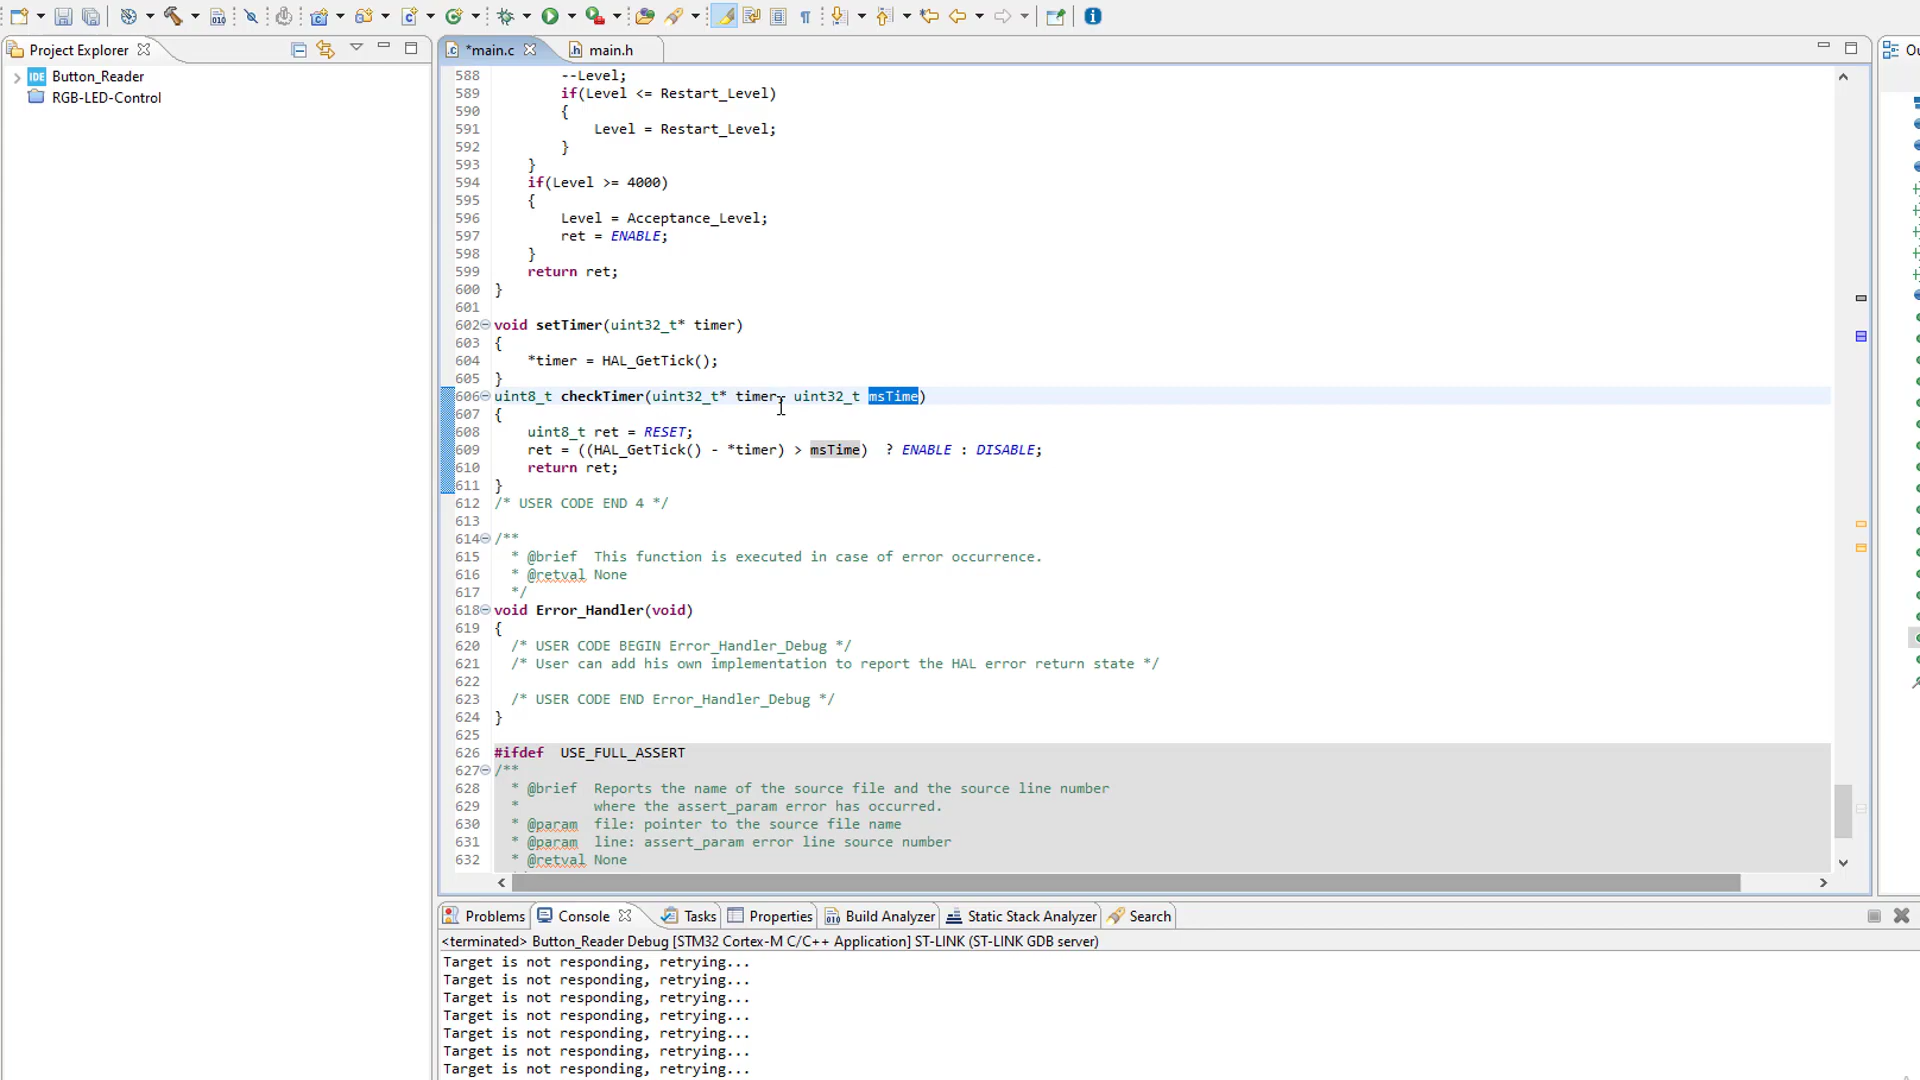 Project Explorer
Button_Reader
IDE
RGB-LED-Control
*main.c
main.h
588 --Level;
589 if(Level <= Restart_Level)
590 {
591 Level = Restart_Level;
592 }
593 }
594 if(Level >= 4000)
595 {
596 Level = Acceptance_Level;
597 ret = ENABLE;
598 }
599 return ret;
600 }
601
602 void setTimer(uint32_t* timer)
603 {
604 *timer = HAL_GetTick();
605 }
606 uint8_t checkTimer(uint32_t* timer, uint32_t msTime)
607 {
608 uint8_t ret = RESET;
609 ret = ((HAL_GetTick() - *timer) > msTime) ? ENABLE : DISABLE;
610 return ret;
611 }
612 /* USER CODE END 4 */
613
614 /**
615 * @brief This function is executed in case of error occurrence.
616 * @retval None
617 */
618 void Error_Handler(void)
619 {
620 /* USER CODE BEGIN Error_Handler_Debug */
621 /* User can add his own implementation to report the HAL error return state */
622
623 /* USER CODE END Error_Handler_Debug */
624 }
625
626 #ifdef USE_FULL_ASSERT
627 /**
628 * @brief Reports the name of the source file and the source line number
629 * where the assert_param error has occurred.
630 * @param file: pointer to the source file name
631 * @param line: assert_param error line source number
632 * @retval None
Problems Console Tasks Properties Build Analyzer Static Stack Analyzer Search
<terminated> Button_Reader Debug [STM32 Cortex-M C/C++ Application] ST-LINK (ST-LINK GDB server)
Target is not responding, retrying...
Target is not responding, retrying...
Target is not responding, retrying...
Target is not responding, retrying...
Target is not responding, retrying...
Target is not responding, retrying...
Target is not responding, retrying...